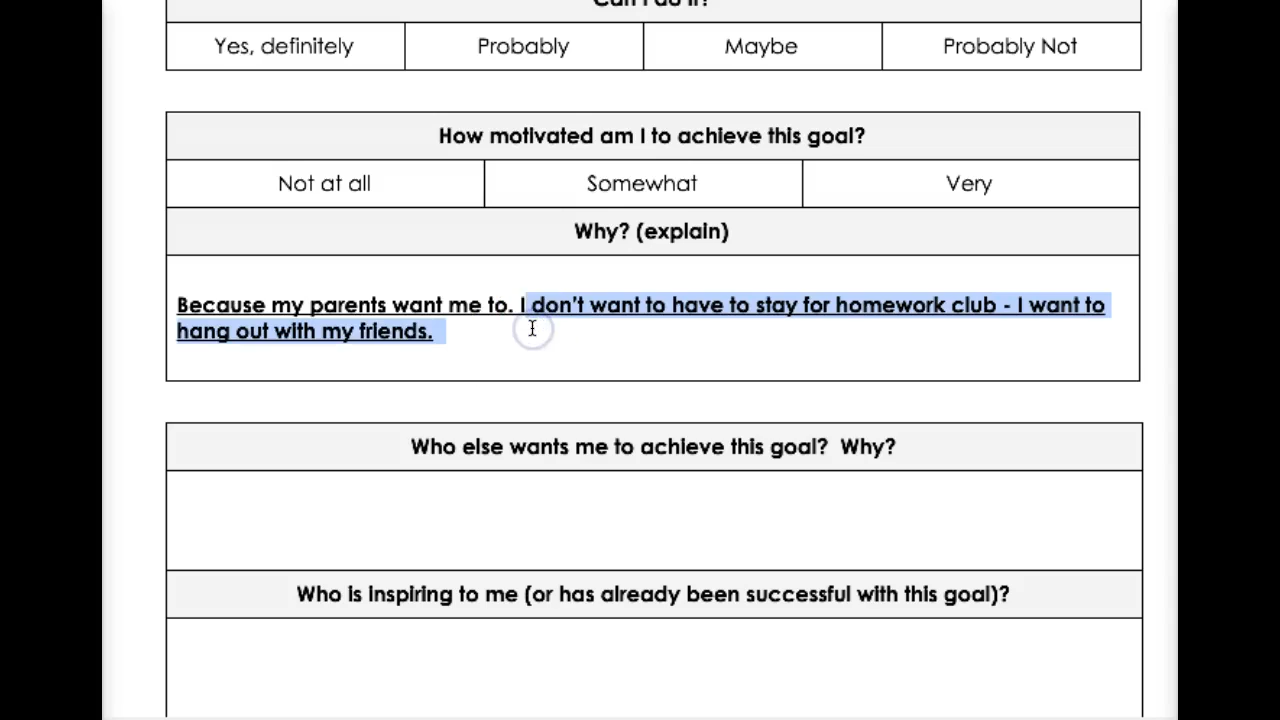 Can I do it?
Yes, definitely
Probably
Maybe
Probably Not
How motivated am I to achieve this goal?
Not at all
Somewhat
Very
Why? (explain)
Because my parents want me to. I don't want to have to stay for homework club - I want to
hang out with my friends.
Who else wants me to achieve this goal?  Why?
Who is inspiring to me (or has already been successful with this goal)?